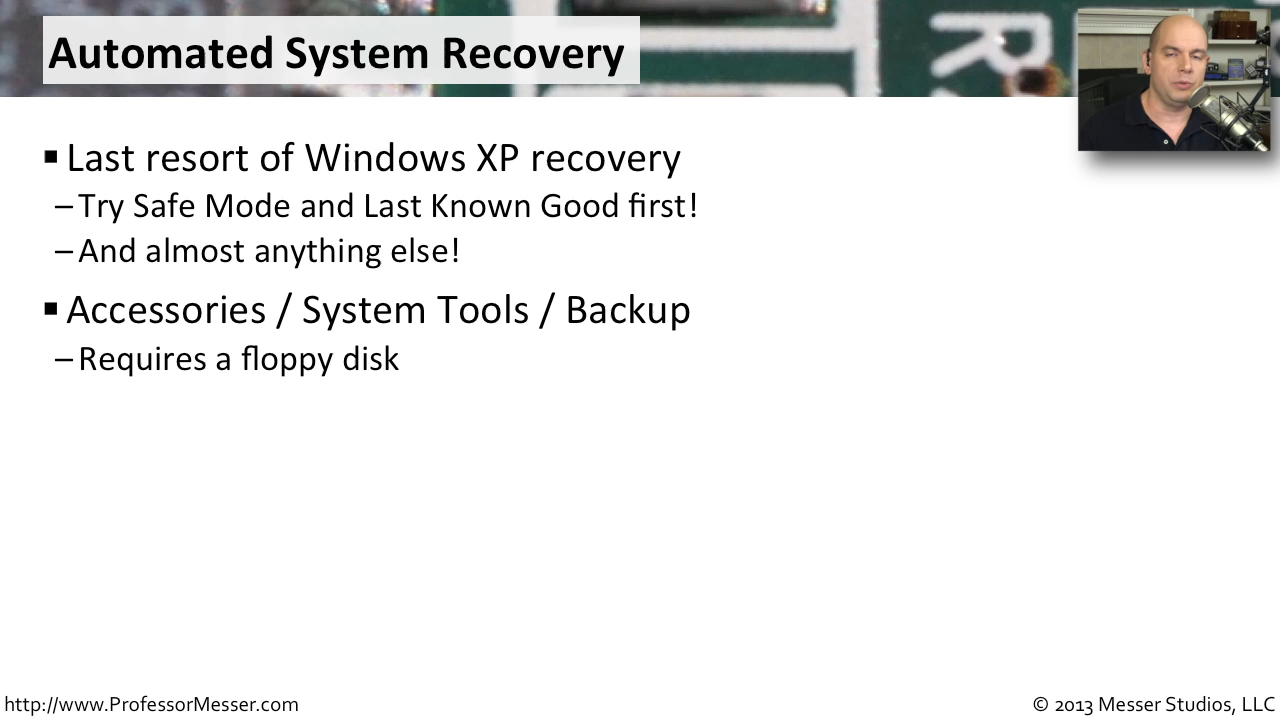 Automated System Recovery
▪ Last resort of Windows XP recovery
– Try Safe Mode and Last Known Good first!
– And almost anything else!
▪ Accessories / System Tools / Backup
– Requires a floppy disk
http://www.ProfessorMesser.com
© 2013 Messer Studios, LLC